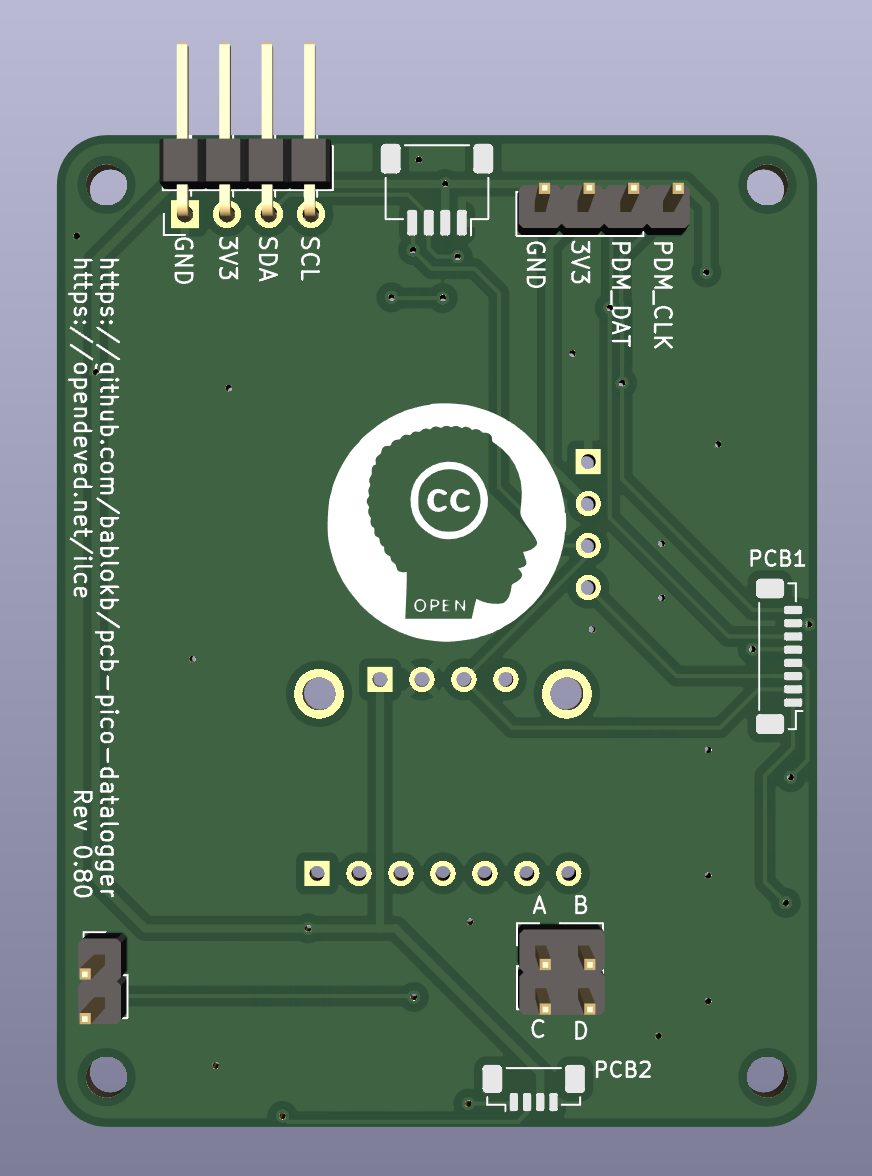 GND
3V3
SDA
SCL
GND
3V3
PDM_DAT
PDM_CLK
https://github.com/bablokb/pcb-pico-datalogger
https://opendeved.net/ilce
cc
OPEN
PCB1
Rev 0.80
A
B
C
D
PCB2